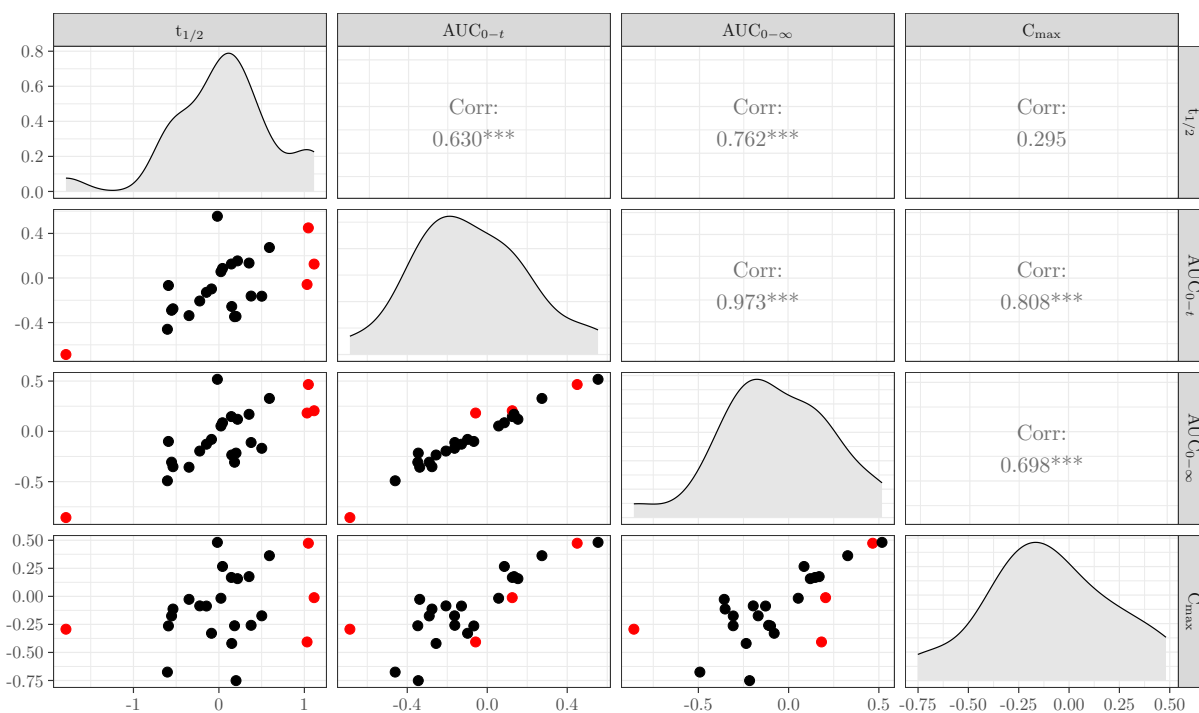 t1/2 AUC0−t AUC0−∞ Cmax
0.8
0.6
0.4
0.2
0.0
Corr:
0.630***
Corr:
0.762***
Corr:
0.295
t1/2
0.4
0.0
-0.4
Corr:
0.973***
Corr:
0.808***
AUC0−t
0.5
0.0
-0.5
Corr:
0.698***
AUC0−∞
0.50
0.25
0.00
-0.25
-0.50
-0.75
Cmax
-1 0 1 -0.4 0.0 0.4 -0.5 0.0 0.5 -0.75 -0.50 -0.25 0.00 0.25 0.50